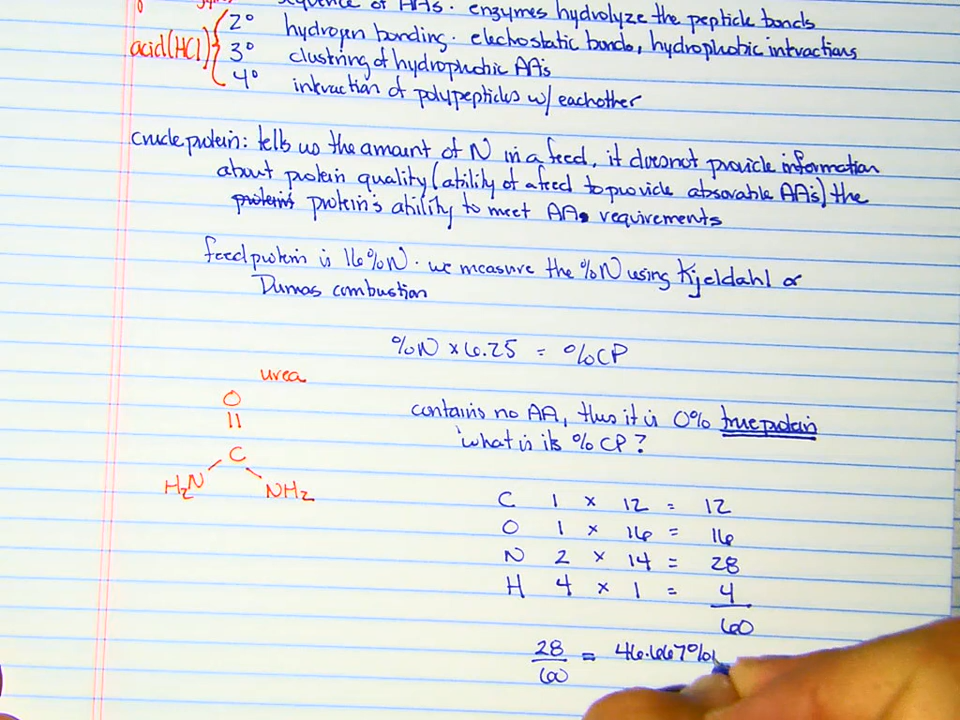 sequence of AAs. enzymes hydrolyze the peptide bonds
acid(HCl) { 2° hydrogen bonding. electrostatic bonds, hydrophobic interactions
3° clustering of hydrophobic AAs
4° interaction of polypeptides w/ eachother
crude protein: tells us the amount of N in a feed, it does not provide information
about protein quality (ability of a feed to provide absorable AA's) the
protein's protein's ability to meet AA requirements
feed protein is 16%N. we measure the %N using Kjeldahl or
Dumas combustion
%N x 6.25 = %CP
urea
O
contains no AA, thus it is 0% true protein
what is its %CP?
C
H2N NH2
C 1 x 12 = 12
O 1 x 16 = 16
N 2 x 14 = 28
H 4 x 1 = 4
60
28/60 = 46.667%